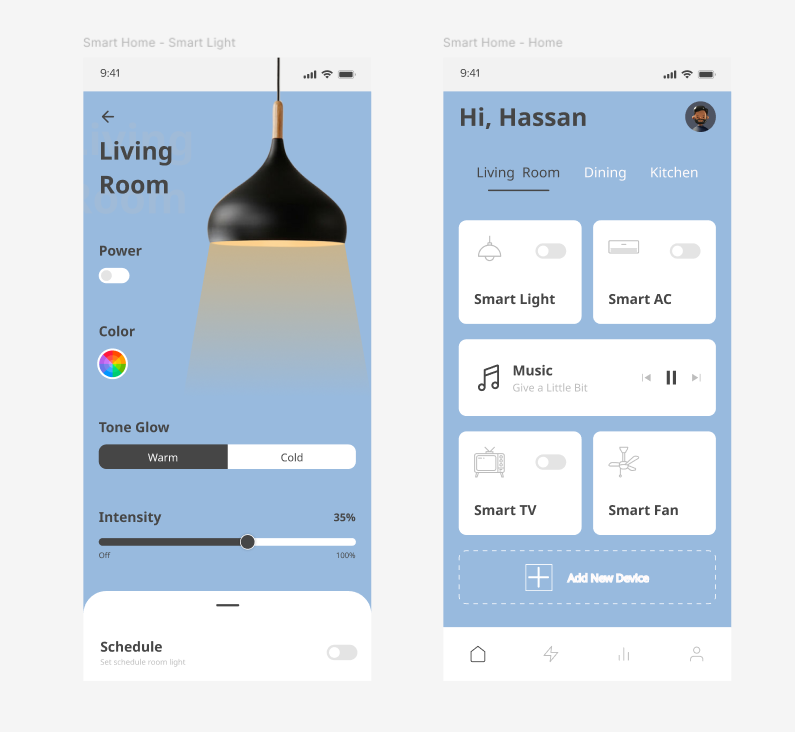 Smart Home - Smart Light
9:41
Living Room
Living
Room
Power
Color
Tone Glow
Warm
Cold
Intensity
35%
Off
100%
Schedule
Set schedule room light
Smart Home - Home
9:41
Hi, Hassan
Living Room
Dining
Kitchen
Smart Light
Smart AC
Music
Give a Little Bit
Smart TV
Smart Fan
Add New Device